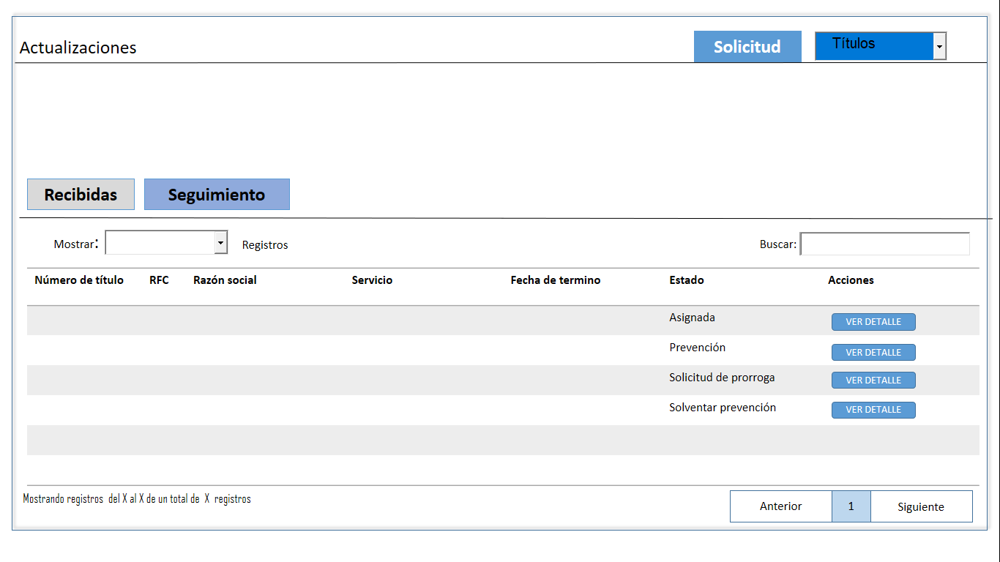 Actualizaciones Solicitud Títulos
Recibidas Seguimiento
Mostrar: Registros Buscar:
Número de título RFC Razón social Servicio Fecha de termino Estado Acciones
Asignada VER DETALLE
Prevención VER DETALLE
Solicitud de prorroga VER DETALLE
Solventar prevención VER DETALLE
Mostrando registros del X al X de un total de X registros
Anterior 1 Siguiente